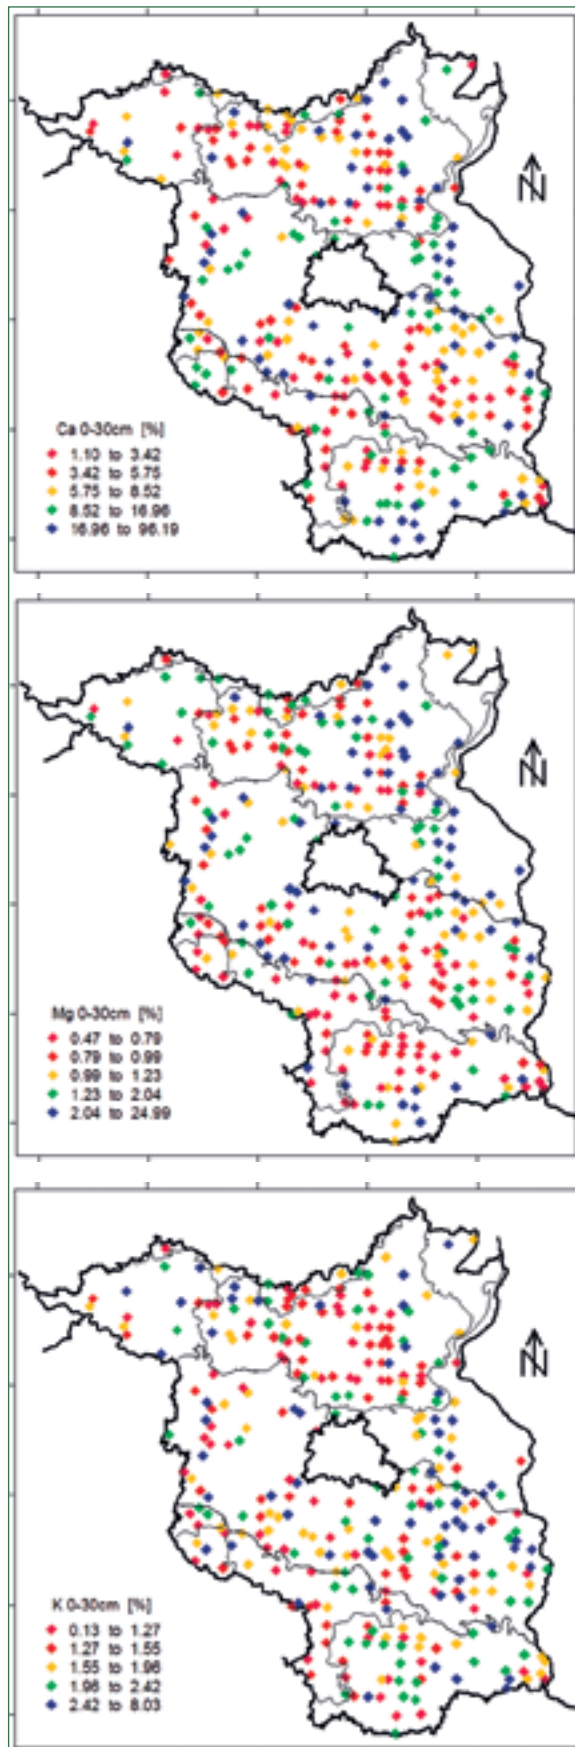 N
Ca 0-30cm [%]
1.10 to 3.42
3.42 to 5.75
5.75 to 8.52
8.52 to 16.96
16.96 to 96.19
N
Mg 0-30cm [%]
0.47 to 0.79
0.79 to 0.99
0.99 to 1.23
1.23 to 2.04
2.04 to 24.99
N
K 0-30cm [%]
0.13 to 1.27
1.27 to 1.55
1.55 to 1.96
1.96 to 2.42
2.42 to 8.03